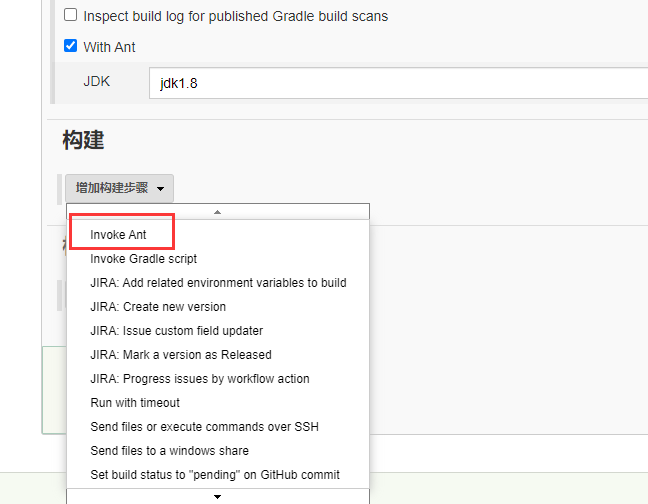 Inspect build log for published Gradle build scans
With Ant
JDK
jdk1.8
构建
增加构建步骤
Invoke Ant
Invoke Gradle script
JIRA: Add related environment variables to build
JIRA: Create new version
JIRA: Issue custom field updater
JIRA: Mark a version as Released
JIRA: Progress issues by workflow action
Run with timeout
Send files or execute commands over SSH
Send files to a windows share
Set build status to "pending" on GitHub commit